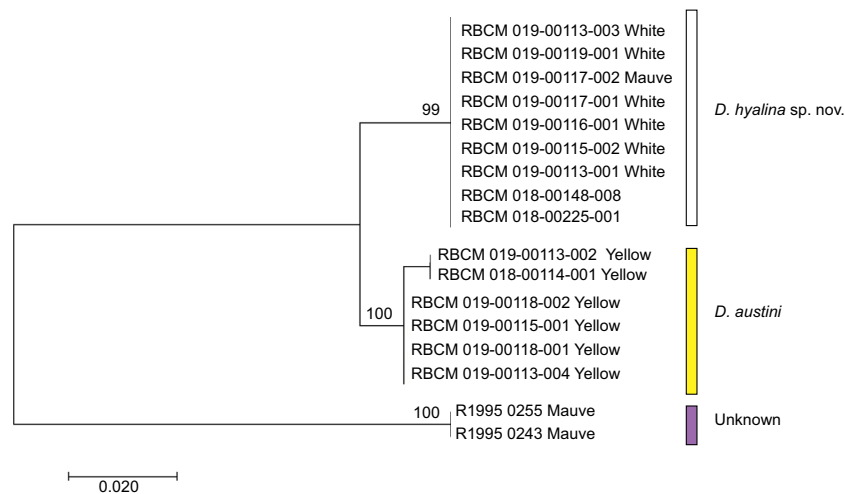 RBCM 019-00113-003 White
RBCM 019-00119-001 White
RBCM 019-00117-002 Mauve
RBCM 019-00117-001 White
RBCM 019-00116-001 White
RBCM 019-00115-002 White
RBCM 019-00113-001 White
RBCM 018-00148-008
RBCM 018-00225-001
99
D. hyalina sp. nov.
RBCM 019-00113-002 Yellow
RBCM 018-00114-001 Yellow
RBCM 019-00118-002 Yellow
RBCM 019-00115-001 Yellow
RBCM 019-00118-001 Yellow
RBCM 019-00113-004 Yellow
100
D. austini
100
R1995 0255 Mauve
R1995 0243 Mauve
Unknown
0.020